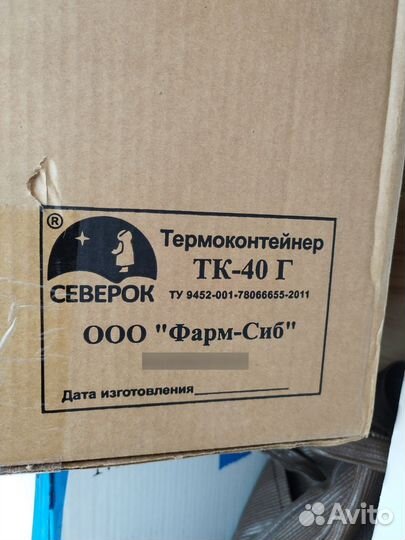 ®
СЕВЕРОК
Термоконтейнер
ТК-40 Г
ТУ 9452-001-78066655-2011
ООО "Фарм-Сиб"
Дата изготовления
Avito